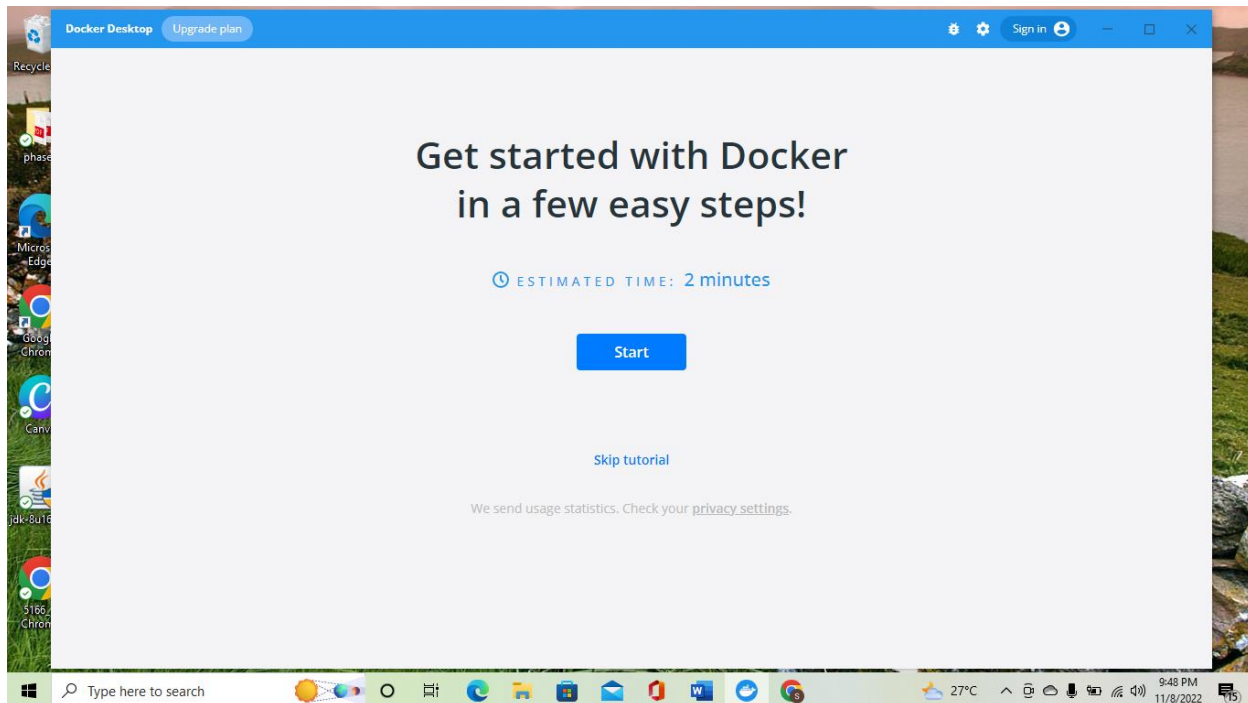 Docker Desktop Upgrade plan Sign in
Recycle
phase
Micros
Edge
Googl
Chrom
Canv
jdk-8u16
5166
Chrom
Get started with Docker
in a few easy steps!
ESTIMATED TIME: 2 minutes
Start
Skip tutorial
We send usage statistics. Check your privacy settings.
Type here to search
27°C
9:48 PM
11/8/2022
15